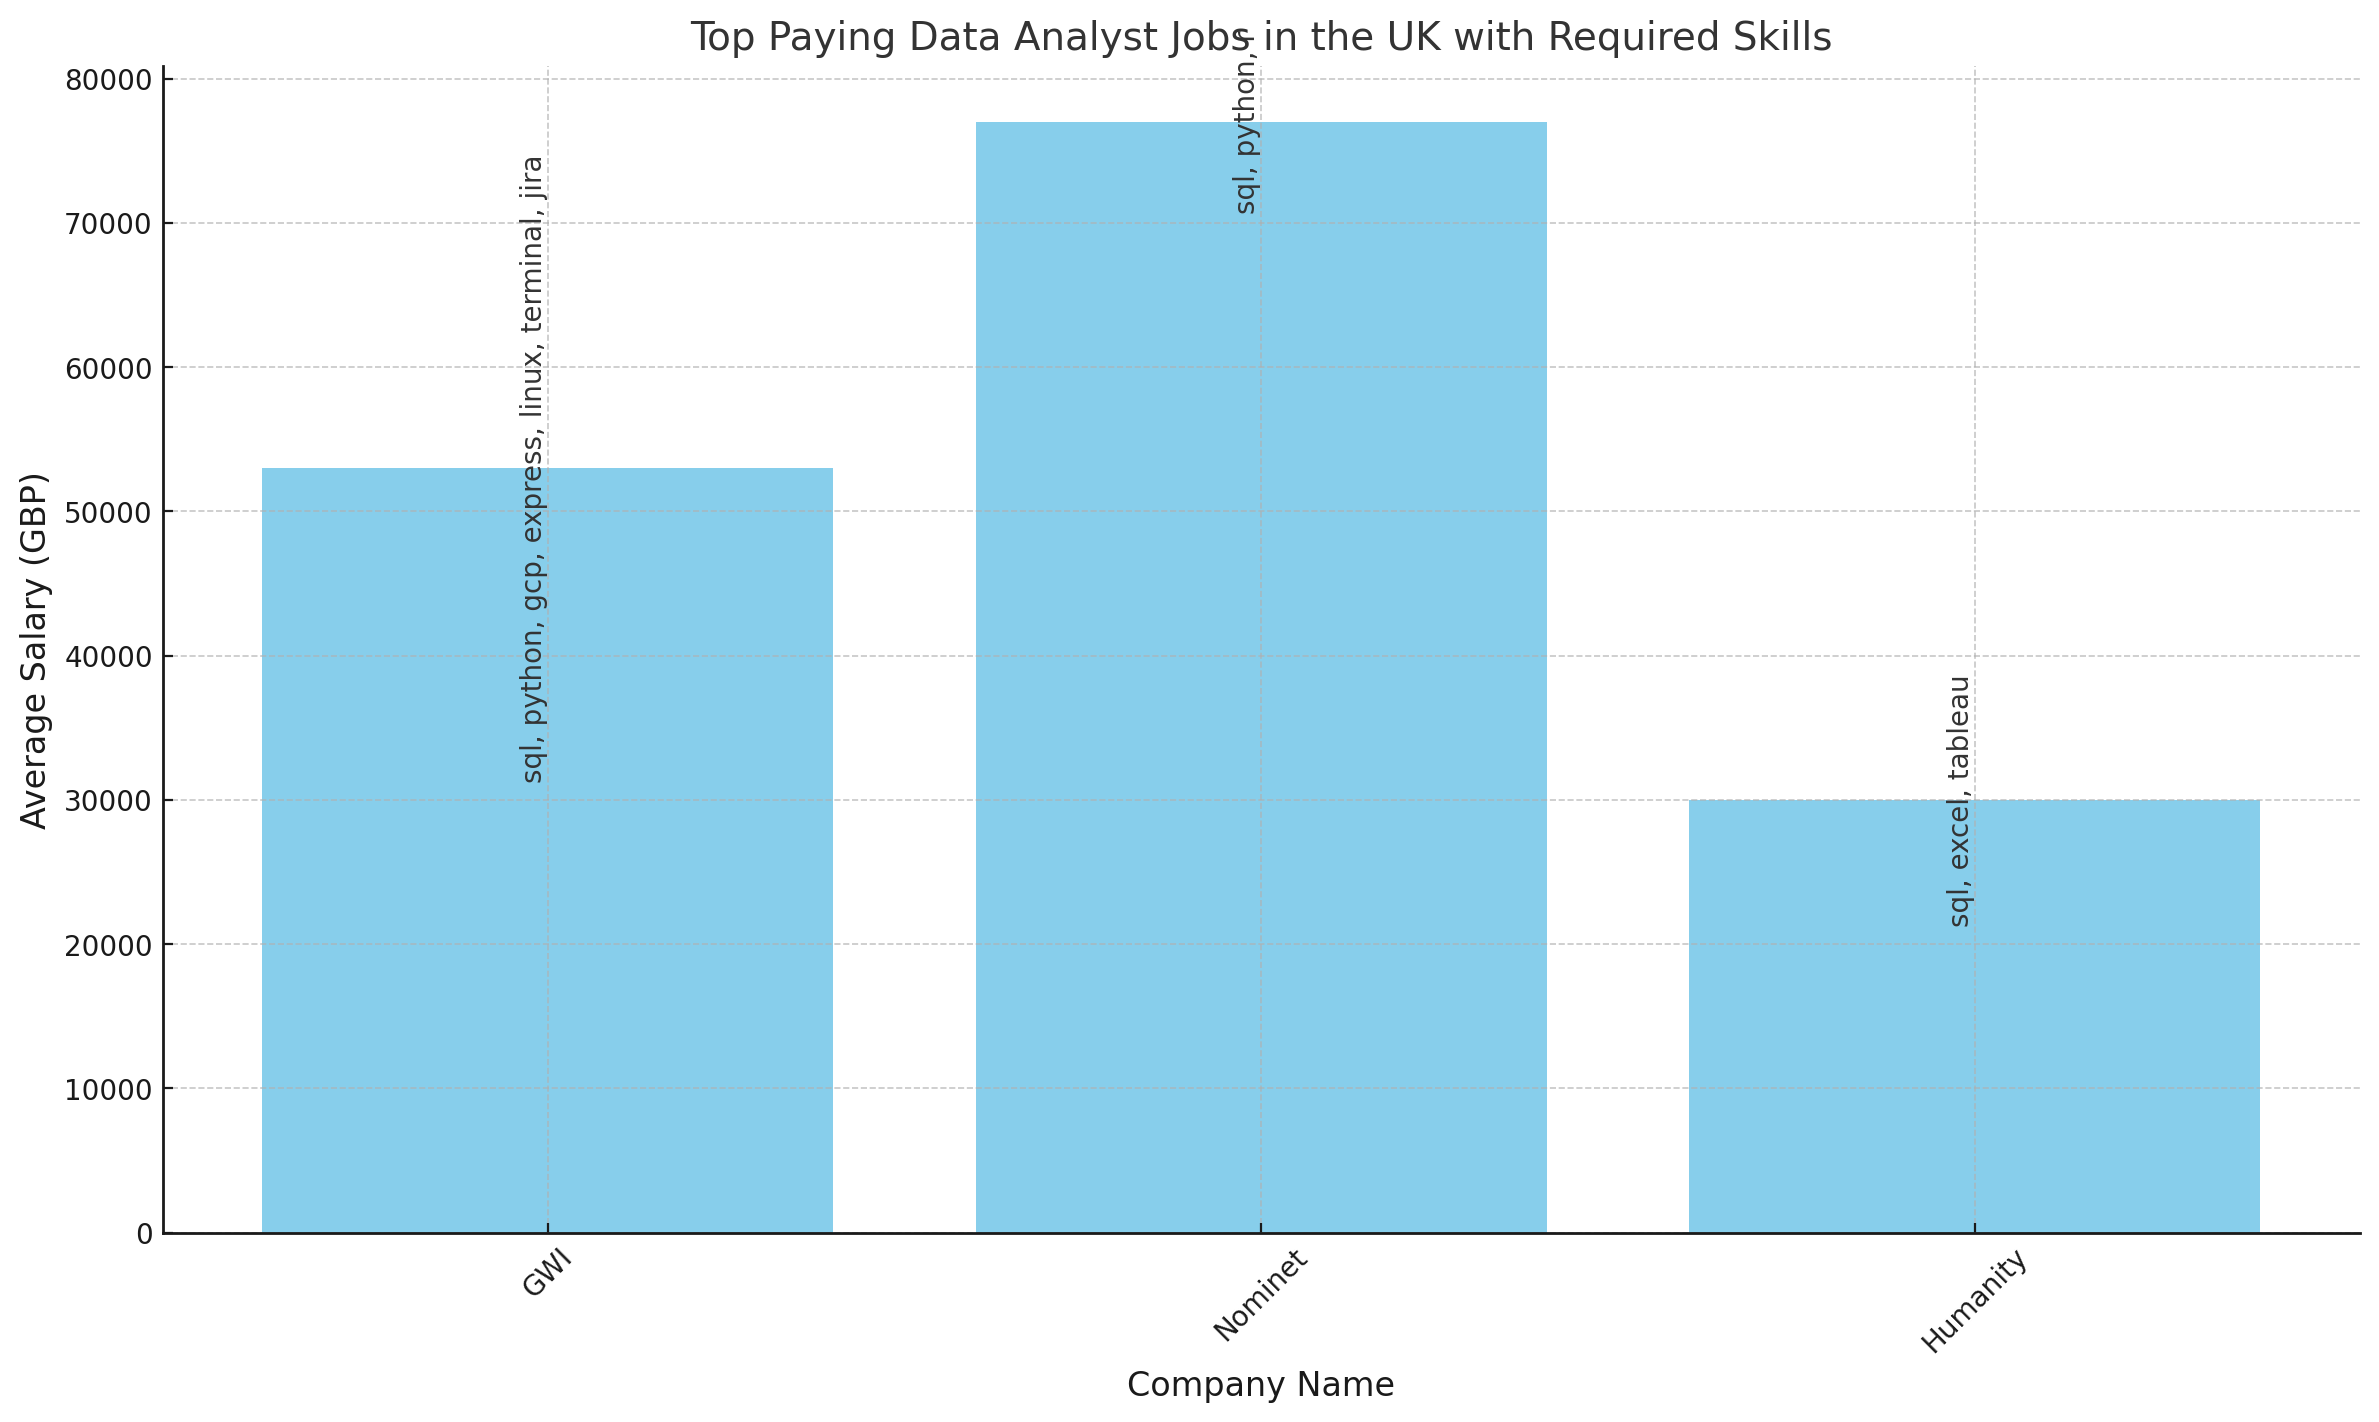 Top Paying Data Analyst Jobs in the UK with Required Skills
Average Salary (GBP)
80000
70000
60000
50000
40000
30000
20000
10000
0
sql, python, gcp, express, linux, terminal, jira
sql, python, r
sql, excel, tableau
GWI
Nominet
Humanity
Company Name